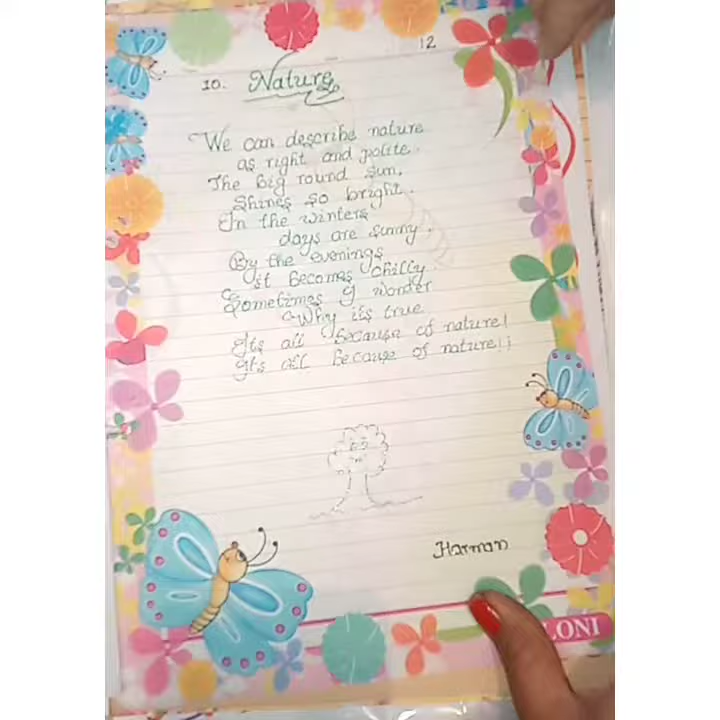 12
10. Nature
We can describe nature
as right and polite.
The big round sun,
Shines so bright.
In the winters
days are sunny.
By the evenings
it becomes chilly.
Sometimes I wonder
Why its true
Its all because of nature!
Its all because of nature!!
Harman
LONI